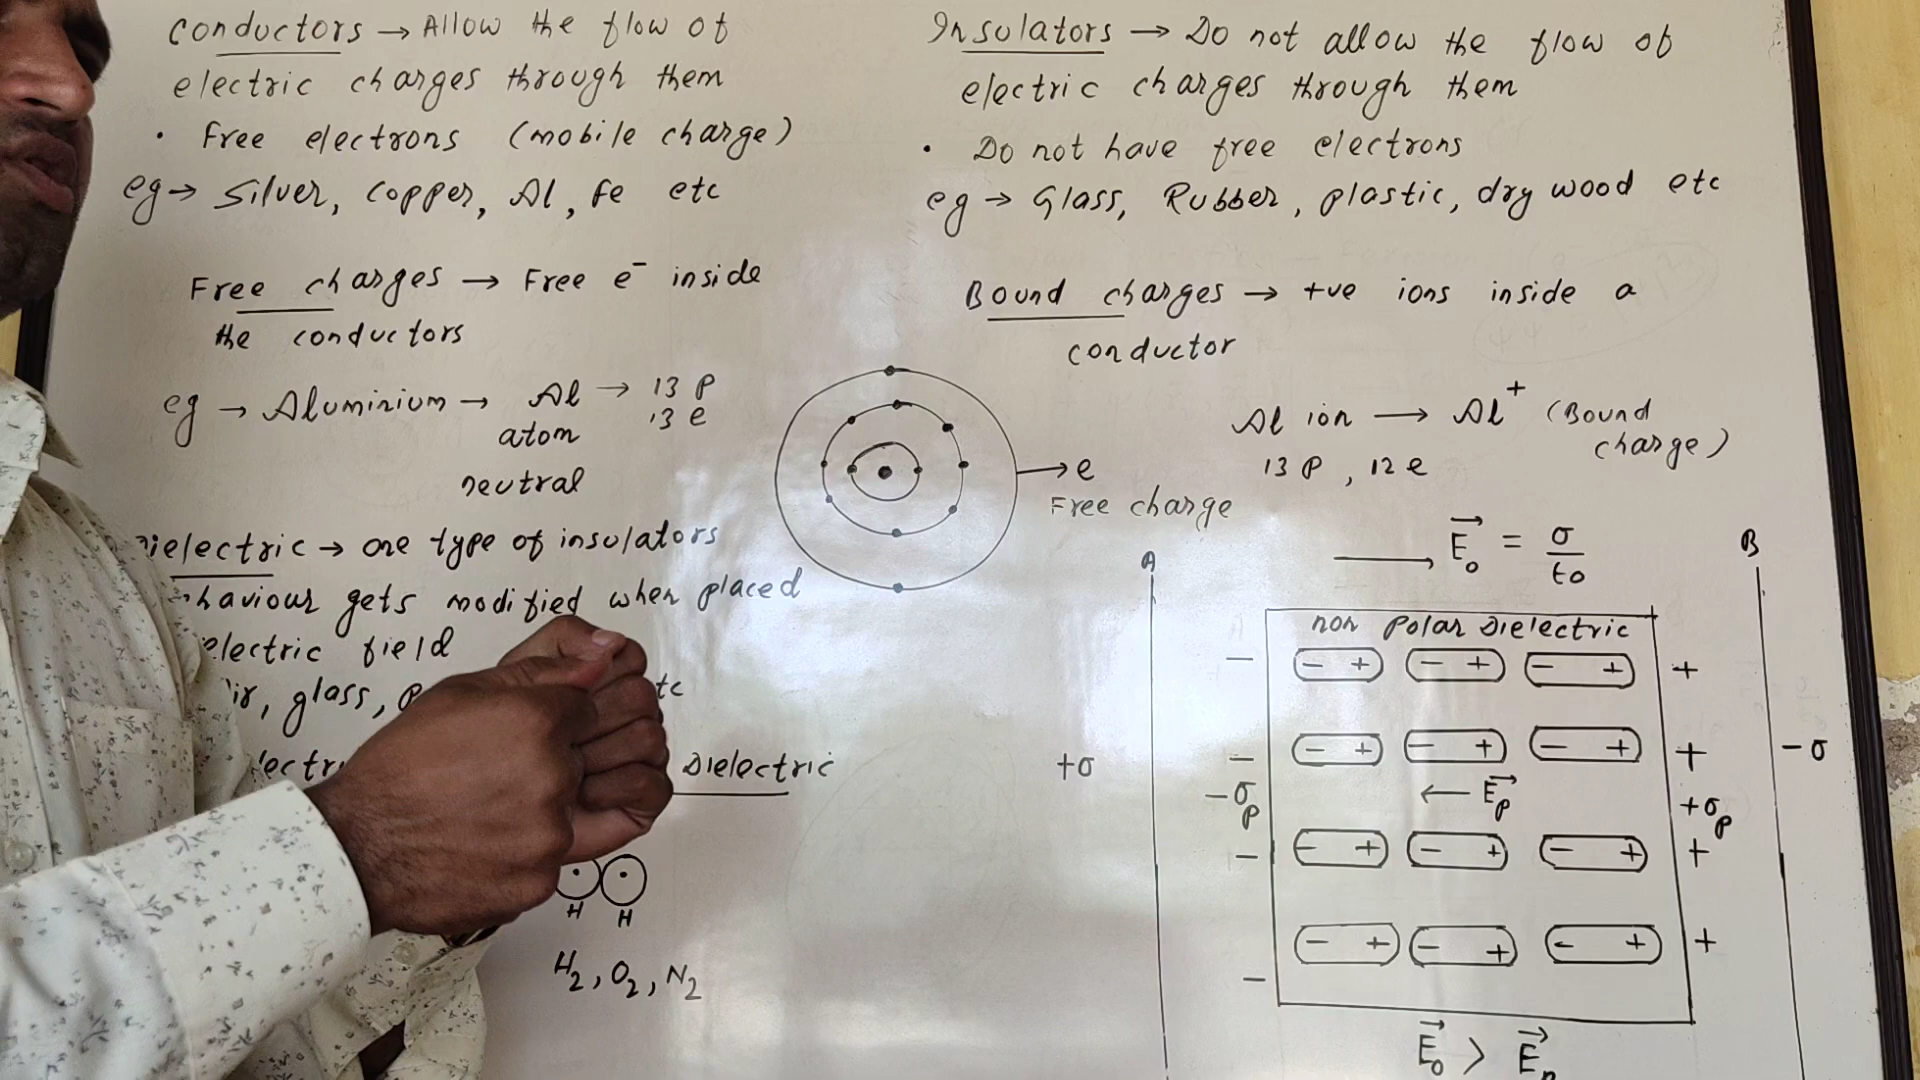 Conductors → Allow the flow of
electric charges through them
• Free electrons (mobile charge)
eg → Silver, Copper, Al, Fe etc
Free charges → Free e⁻ inside
the conductors
eg → Aluminium → Al → 13 P
atom 13 e
neutral
Insulators → Do not allow the flow of
electric charges through them
• Do not have free electrons
eg → Glass, Rubber, plastic, dry wood etc
Bound charges → +ve ions inside a
conductor
Al ion → Al⁺ (Bound
charge)
13 P, 12 e
→ e
Free charge
ielectric → one type of insulators
haviour gets modified when placed
electric field
ir, glass, tc
ectr Dielectric
H H
H₂, O₂, N₂
→ E₀ = σ/ε₀
A B
non Polar Dielectric
− − + − + − + +
− − + − + − + +
+σ −σ
−σp ← Ep +σp
− − + − + − + +
− + − + − + +
−
E₀ > Ep